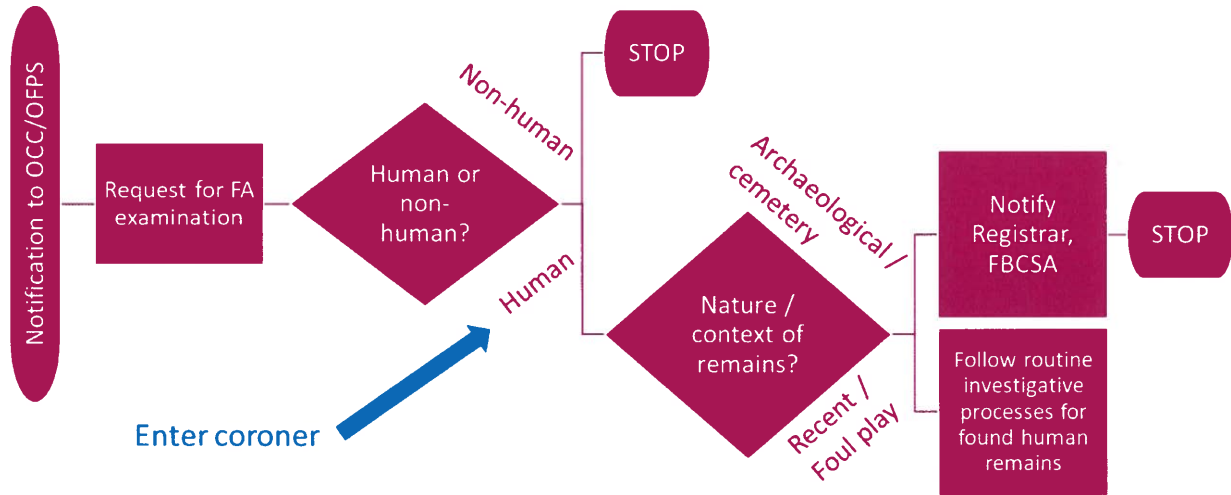 Notification to OCC/OFPS
Request for FA
examination
Human or
non-
human?
Non-human
STOP
Human
Enter coroner
Nature /
context of
remains?
Archaeological /
cemetery
Notify
Registrar,
FBCSA
STOP
Recent /
Foul play
Follow routine
investigative
processes for
found human
remains